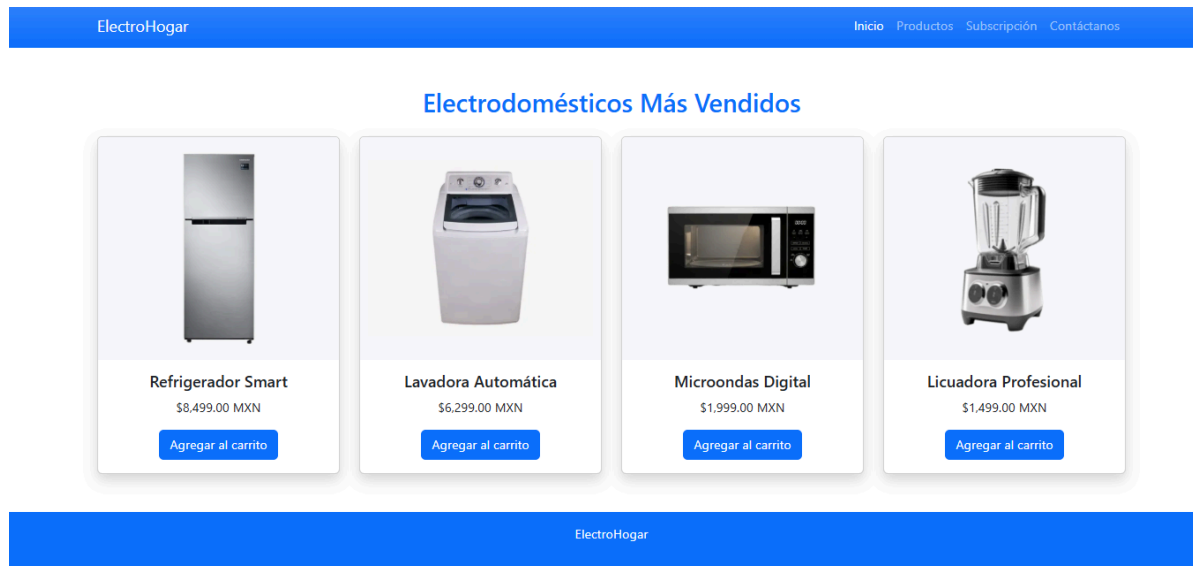 ElectroHogar
Inicio Productos Subscripción Contáctanos
Electrodomésticos Más Vendidos
Refrigerador Smart
$8,499.00 MXN
Agregar al carrito
Lavadora Automática
$6,299.00 MXN
Agregar al carrito
Microondas Digital
$1,999.00 MXN
Agregar al carrito
Licuadora Profesional
$1,499.00 MXN
Agregar al carrito
ElectroHogar